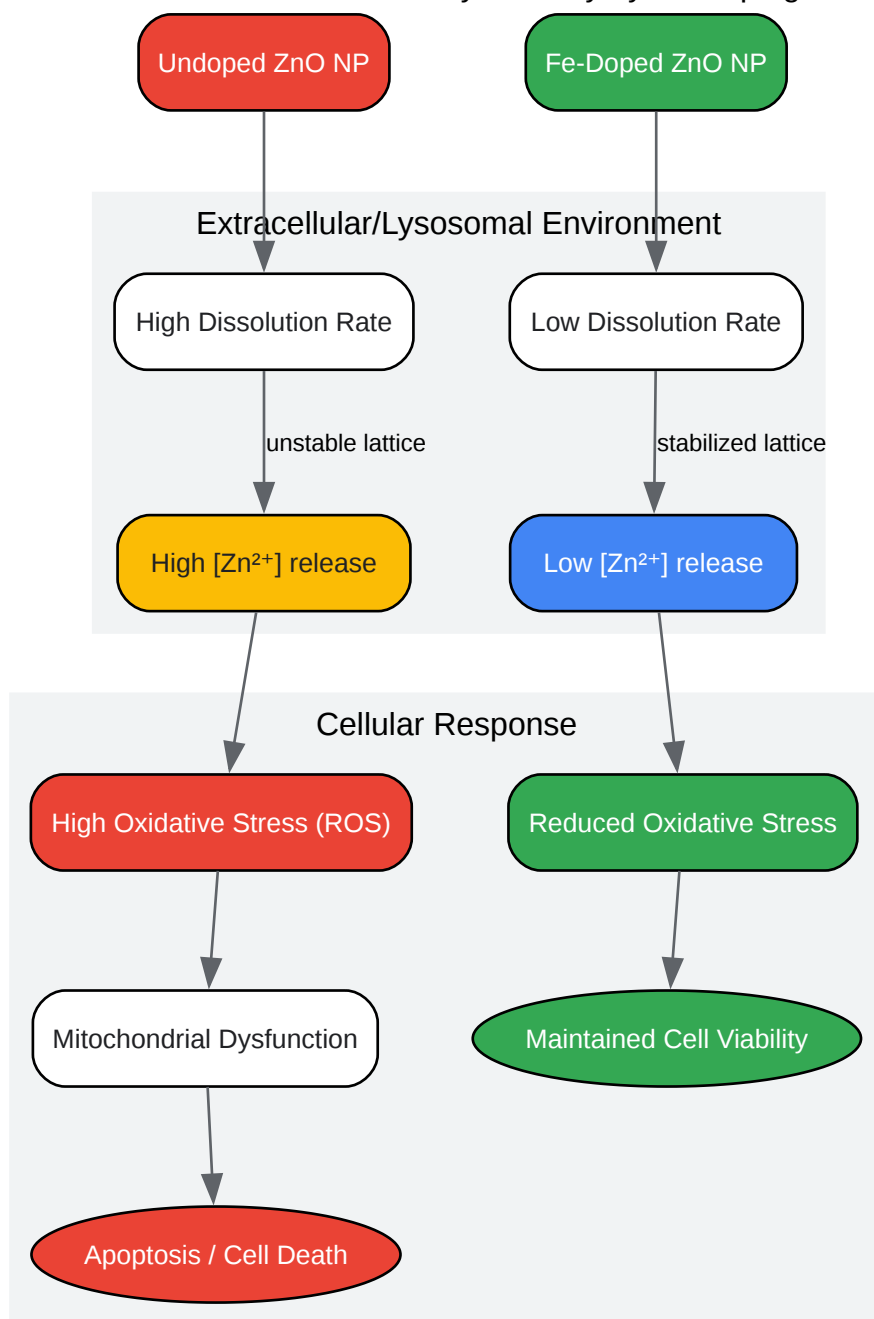 Undoped ZnO NP
Fe-Doped ZnO NP
Extracellular/Lysosomal Environment
High Dissolution Rate
Low Dissolution Rate
unstable lattice
stabilized lattice
High [Zn²⁺] release
Low [Zn²⁺] release
Cellular Response
High Oxidative Stress (ROS)
Reduced Oxidative Stress
Mitochondrial Dysfunction
Maintained Cell Viability
Apoptosis / Cell Death